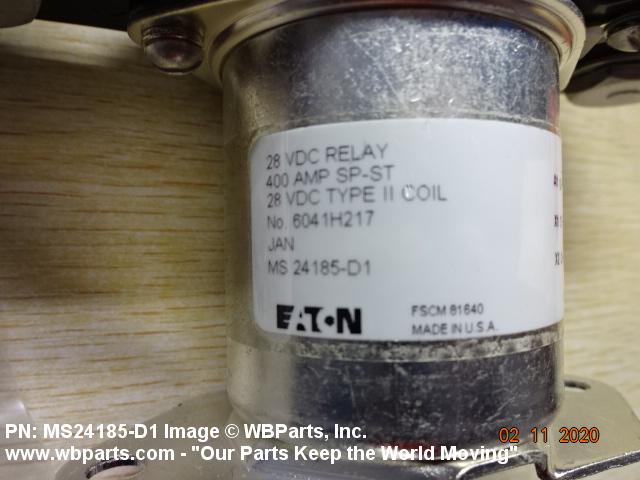 28 VDC RELAY
400 AMP SP-ST
28 VDC TYPE II COIL
No. 6041H217
JAN
MS 24185-D1
EATON
FSCM 81640
MADE IN U.S.A.
PN: MS24185-D1 Image © WBParts, Inc.
02 11 2020
www.wbparts.com - "Our Parts Keep the World Moving"